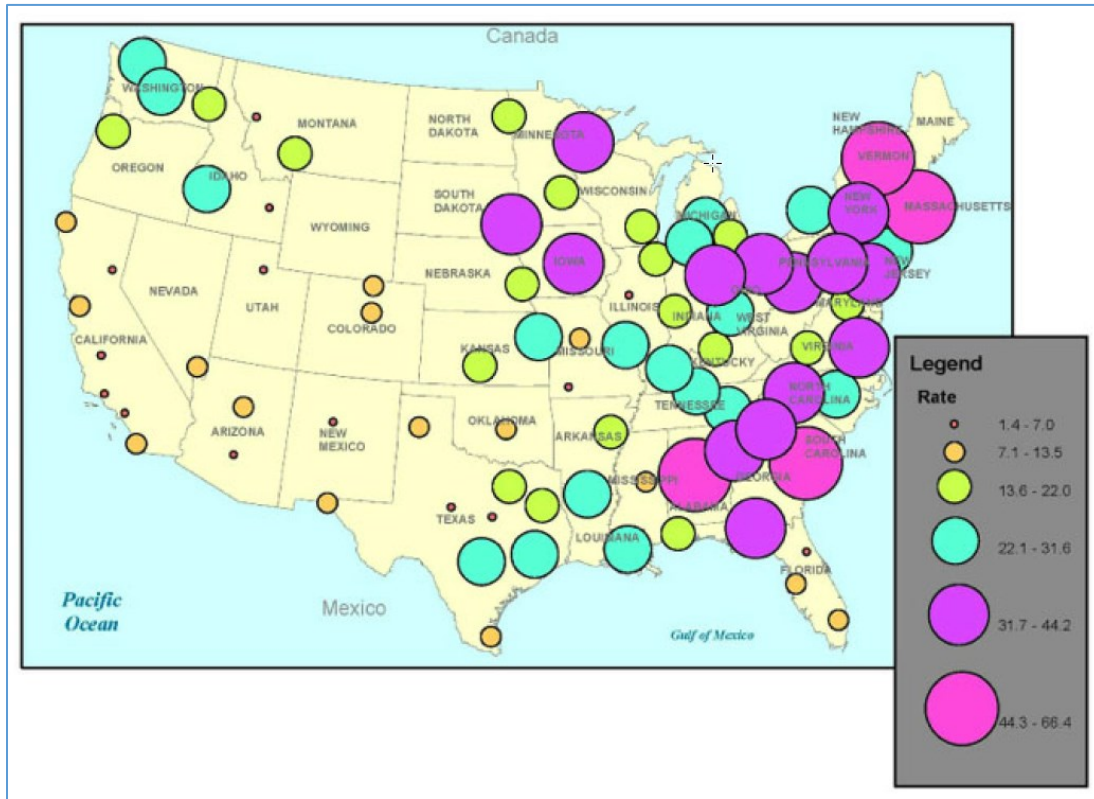 Canada
WASHINGTON
MONTANA
NORTH
DAKOTA
MINNESOTA
NEW
HAMPSHIRE
MAINE
VERMONT
OREGON
IDAHO
SOUTH
DAKOTA
WISCONSIN
MICHIGAN
NEW
YORK
MASSACHUSETTS
WYOMING
NEBRASKA
IOWA
PENNSYLVANIA
NEW
JERSEY
NEVADA
UTAH
COLORADO
ILLINOIS
INDIANA
OHIO
WEST
VIRGINIA
MARYLAND
CALIFORNIA
KANSAS
MISSOURI
KENTUCKY
VIRGINIA
ARIZONA
NEW
MEXICO
OKLAHOMA
ARKANSAS
TENNESSEE
NORTH
CAROLINA
SOUTH
CAROLINA
TEXAS
LOUISIANA
MISSISSIPPI
ALABAMA
GEORGIA
FLORIDA
Pacific
Ocean
Mexico
Gulf of Mexico
Legend
Rate
1.4 - 7.0
7.1 - 13.5
13.6 - 22.0
22.1 - 31.6
31.7 - 44.2
44.3 - 66.4